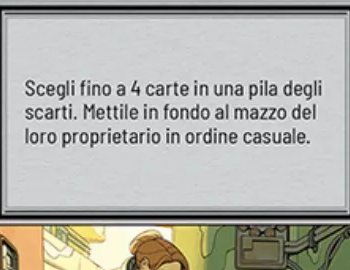 Scegli fino a 4 carte in una pila degli
scarti. Mettile in fondo al mazzo del
loro proprietario in ordine casuale.